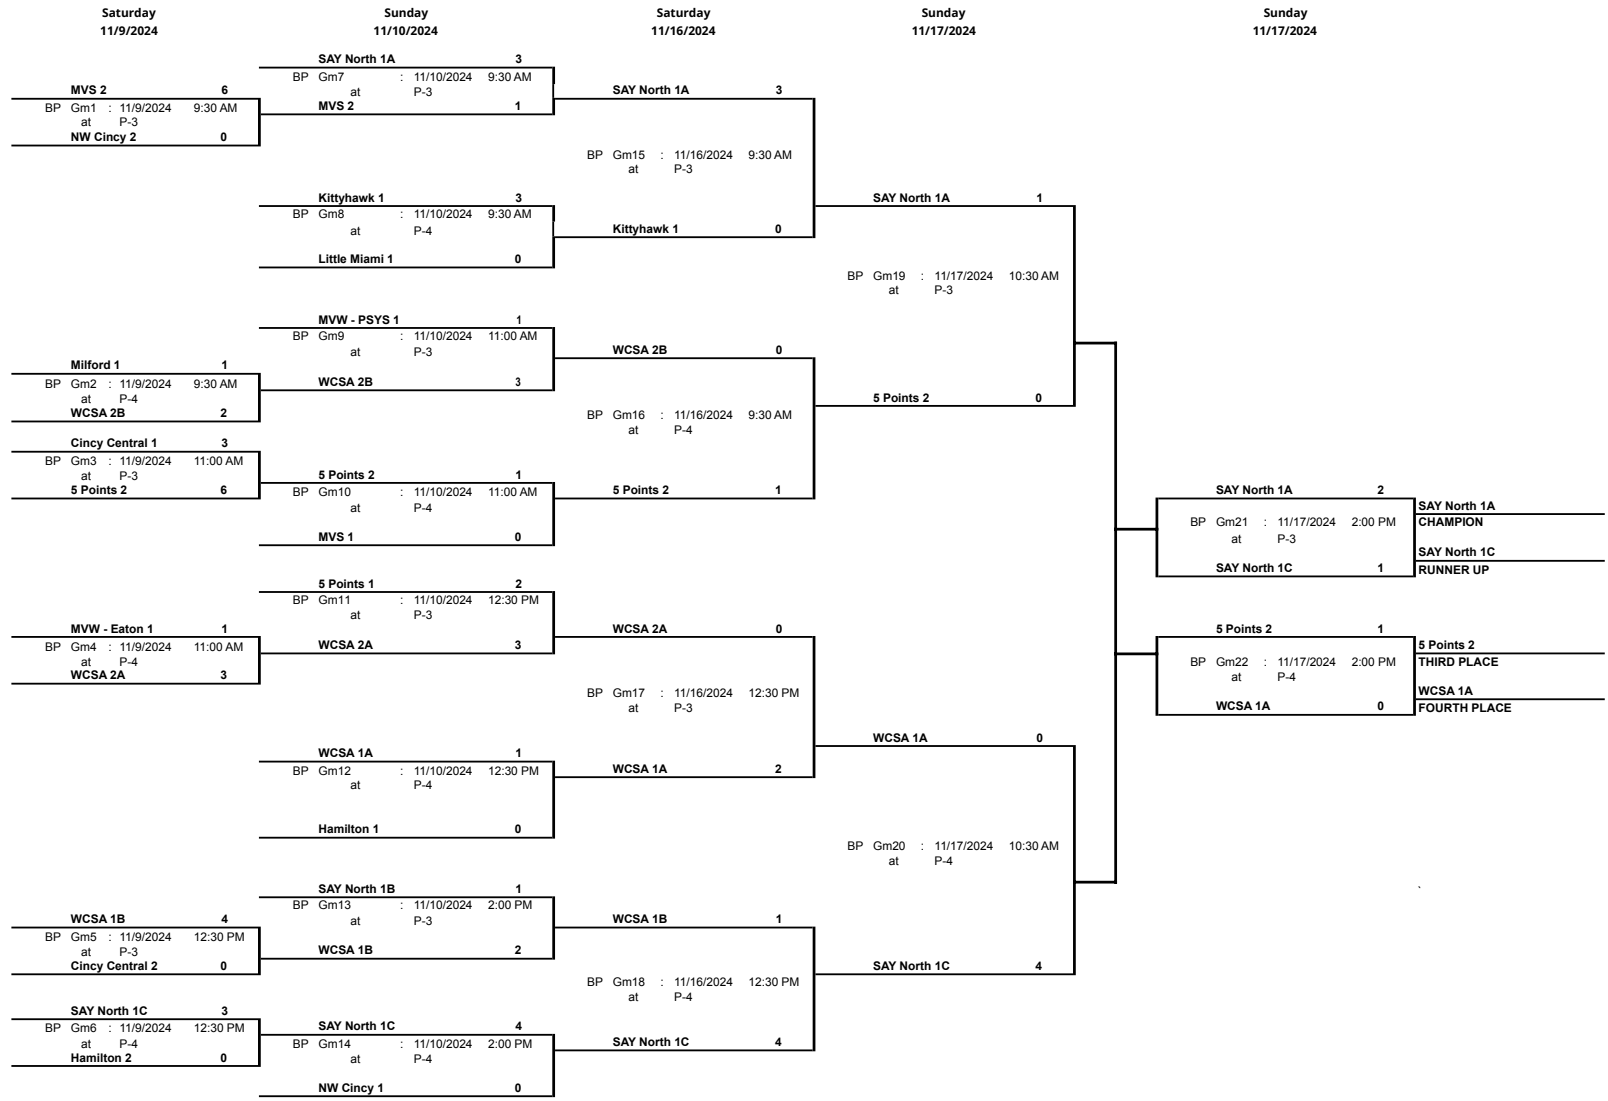 Saturday Sunday Saturday Sunday Sunday
11/9/2024 11/10/2024 11/16/2024 11/17/2024 11/17/2024
SAY North 1A 3
BP Gm7 : 11/10/2024 9:30 AM
at P-3
MVS 2 6
SAY North 1A 3
BP Gm1 : 11/9/2024 9:30 AM
at P-3
MVS 2 1
NW Cincy 2 0
BP Gm15 : 11/16/2024 9:30 AM
at P-3
Kittyhawk 1 3
SAY North 1A 1
BP Gm8 : 11/10/2024 9:30 AM
at P-4
Kittyhawk 1 0
Little Miami 1 0
BP Gm19 : 11/17/2024 10:30 AM
at P-3
MVW - PSYS 1 1
BP Gm9 : 11/10/2024 11:00 AM
at P-3
WCSA 2B 0
Milford 1 1
BP Gm2 : 11/9/2024 9:30 AM
at P-4
WCSA 2B 3
5 Points 2 0
WCSA 2B 2
BP Gm16 : 11/16/2024 9:30 AM
at P-4
Cincy Central 1 3
BP Gm3 : 11/9/2024 11:00 AM
at P-3
5 Points 2 6
5 Points 2 1
BP Gm10 : 11/10/2024 11:00 AM
at P-4
5 Points 2 1
SAY North 1A 2
SAY North 1A
BP Gm21 : 11/17/2024 2:00 PM
CHAMPION
at P-3
MVS 1 0
SAY North 1C
SAY North 1C 1
RUNNER UP
5 Points 1 2
BP Gm11 : 11/10/2024 12:30 PM
at P-3
MVW - Eaton 1 1
WCSA 2A 0
5 Points 2 1
BP Gm4 : 11/9/2024 11:00 AM
at P-4
WCSA 2A 3
5 Points 2
BP Gm22 : 11/17/2024 2:00 PM
THIRD PLACE
at P-4
WCSA 2A 3
BP Gm17 : 11/16/2024 12:30 PM
at P-3
WCSA 1A
WCSA 1A 0
FOURTH PLACE
WCSA 1A 0
WCSA 1A 1
BP Gm12 : 11/10/2024 12:30 PM
at P-4
WCSA 1A 2
Hamilton 1 0
BP Gm20 : 11/17/2024 10:30 AM
at P-4
SAY North 1B 1
BP Gm13 : 11/10/2024 2:00 PM
at P-3
WCSA 1B 4
WCSA 1B 1
BP Gm5 : 11/9/2024 12:30 PM
at P-3
WCSA 1B 2
Cincy Central 2 0
SAY North 1C 4
BP Gm18 : 11/16/2024 12:30 PM
at P-4
SAY North 1C 3
BP Gm6 : 11/9/2024 12:30 PM
at P-4
SAY North 1C 4
Hamilton 2 0
BP Gm14 : 11/10/2024 2:00 PM
at P-4
SAY North 1C 4
NW Cincy 1 0